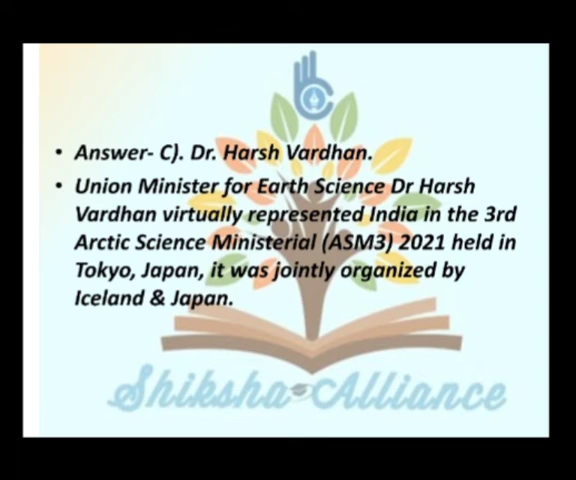 • Answer- C). Dr. Harsh Vardhan.
• Union Minister for Earth Science Dr Harsh
Vardhan virtually represented India in the 3rd
Arctic Science Ministerial (ASM3) 2021 held in
Tokyo, Japan, it was jointly organized by
Iceland & Japan.
Shiksha Alliance